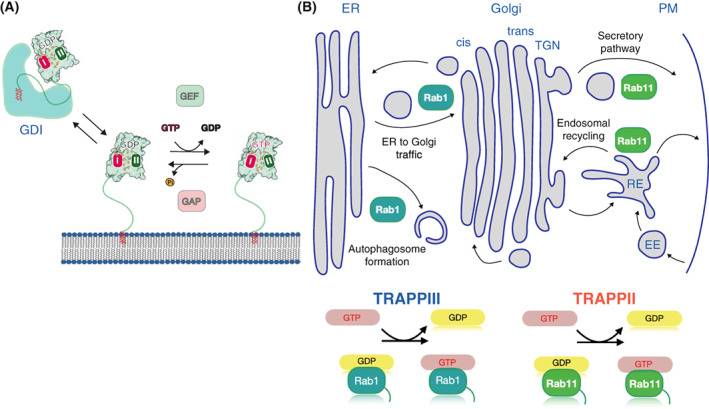 (A)
GDP
I
II
GDI
GEF
GTP
GDP
GDP
I
II
GTP
I
II
Pi
GAP
(B)
ER
Golgi
PM
cis
trans
TGN
Secretory
pathway
Rab1
Rab11
Endosomal
recycling
Rab11
ER to Golgi
traffic
RE
Rab1
EE
Autophagosome
formation
TRAPPIII
TRAPPII
GTP
GDP
GTP
GDP
GDP
GTP
GDP
GTP
Rab1
Rab1
Rab11
Rab11